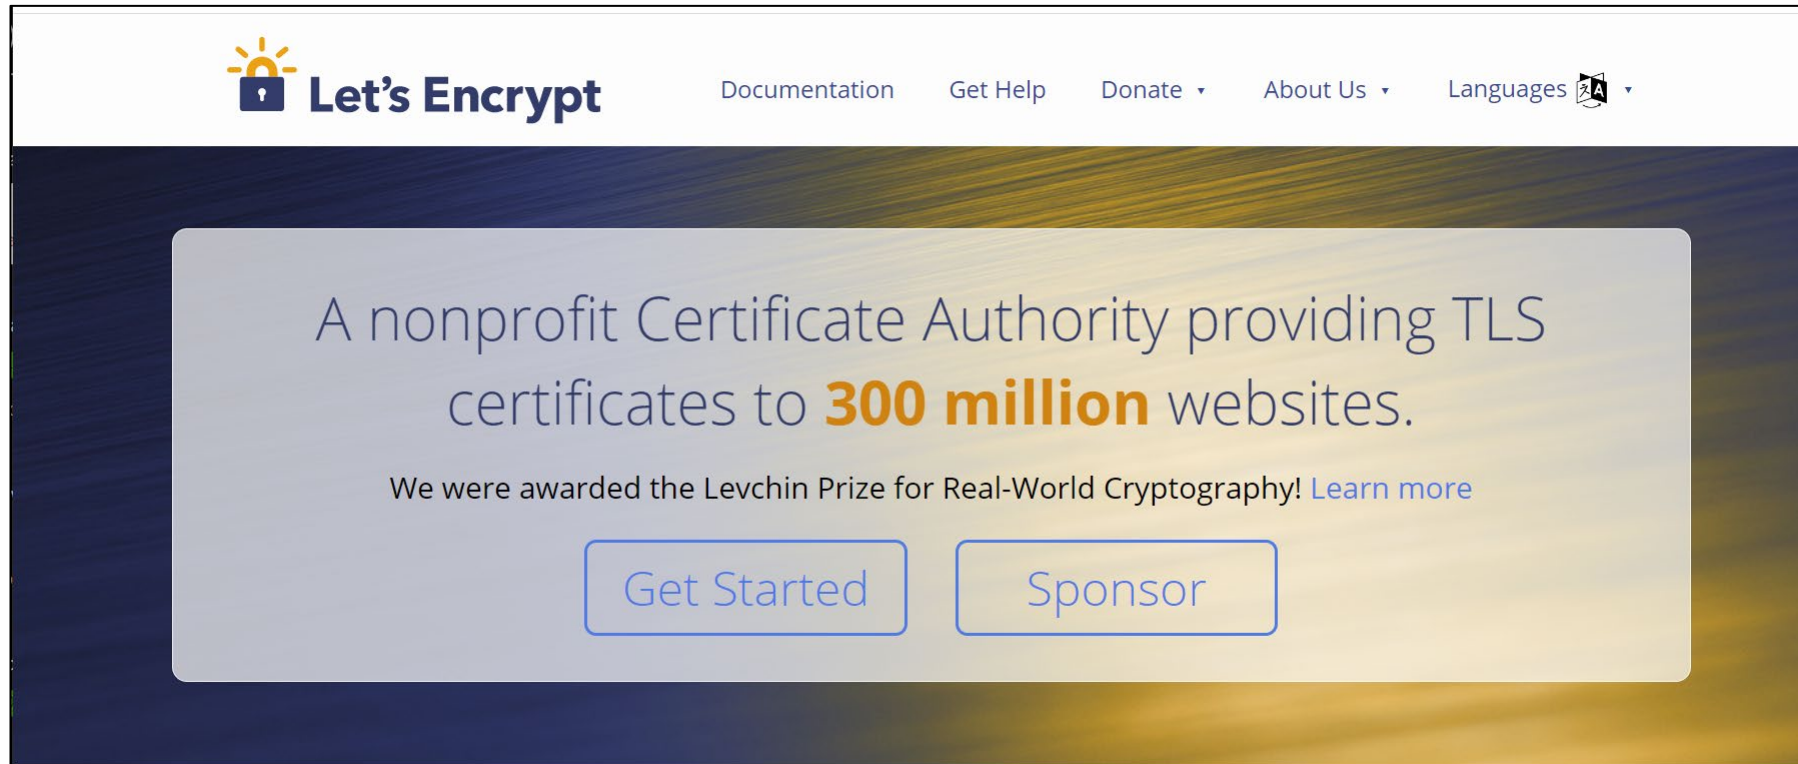 Let's Encrypt
Documentation
Get Help
Donate
About Us
Languages
A nonprofit Certificate Authority providing TLS
certificates to 300 million websites.
We were awarded the Levchin Prize for Real-World Cryptography! Learn more
Get Started
Sponsor